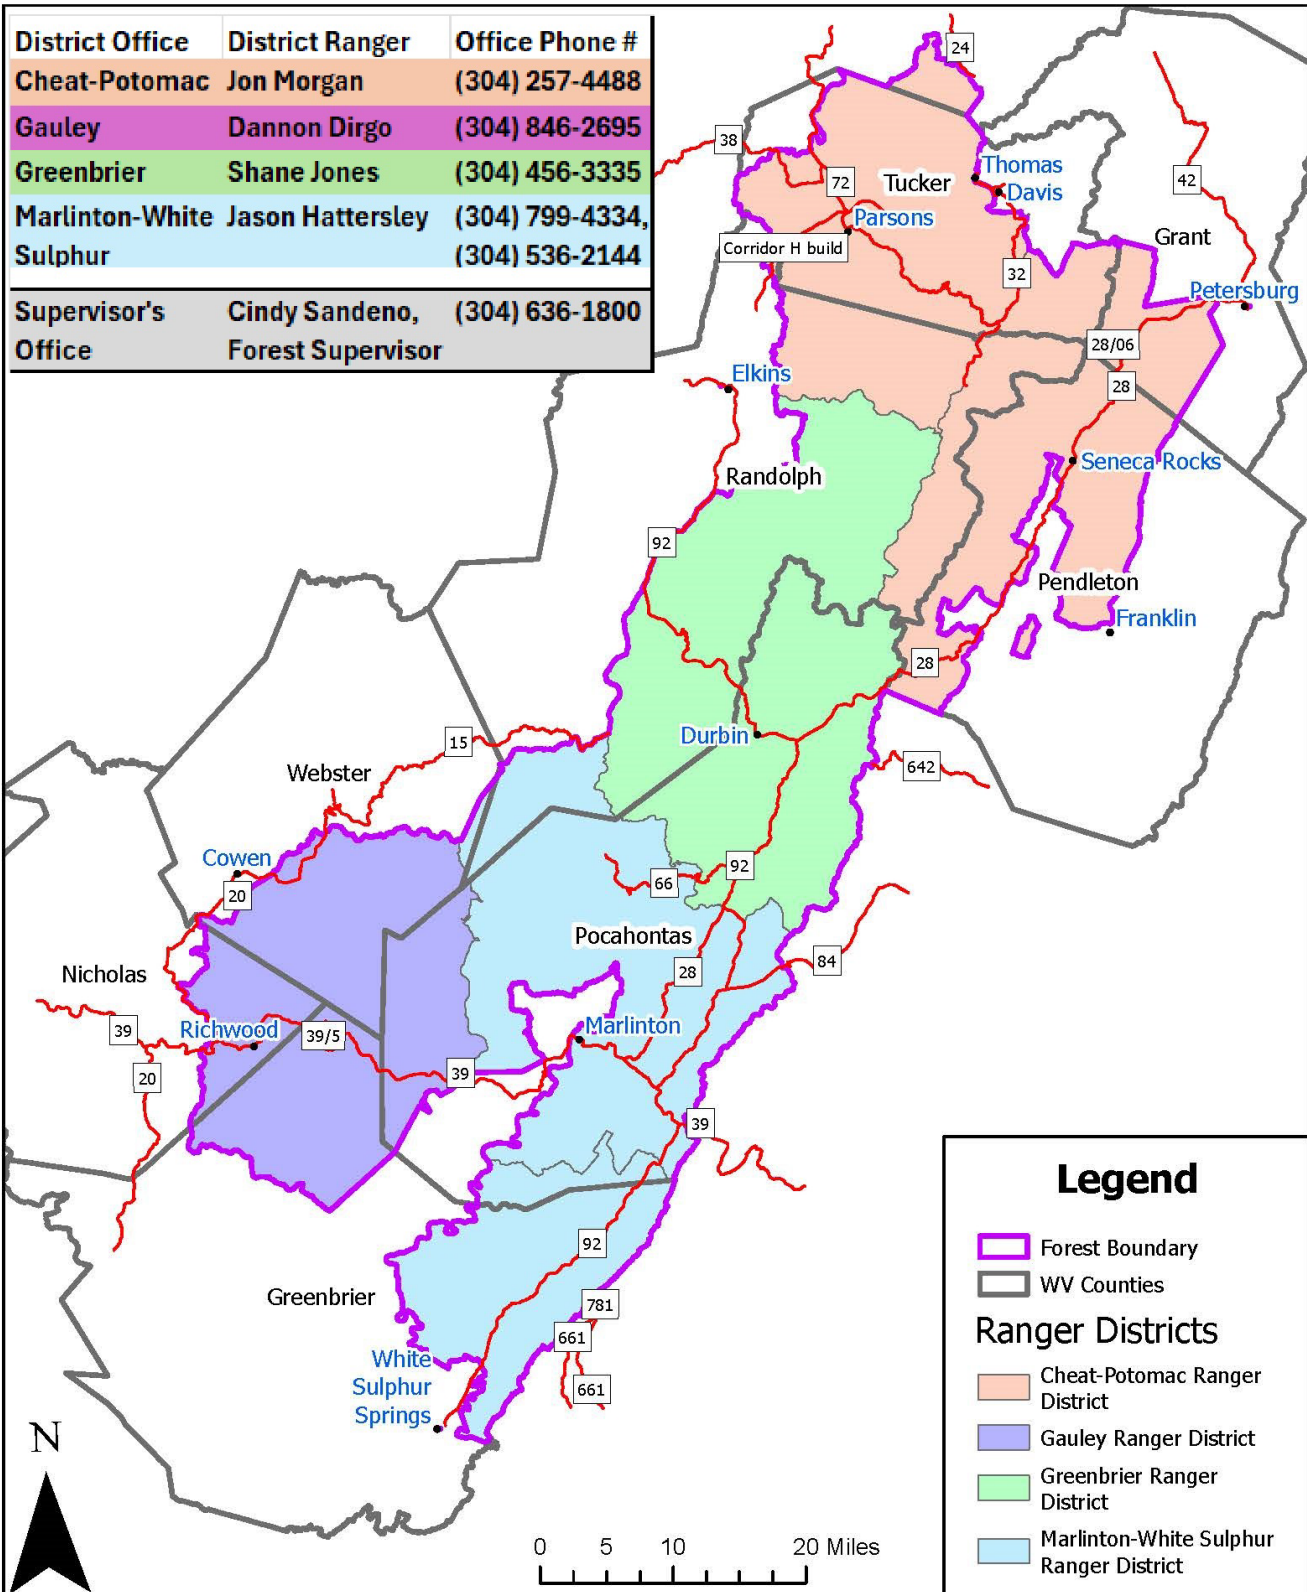 District Office District Ranger Office Phone #
Cheat-Potomac Jon Morgan (304) 257-4488
Gauley Dannon Dirgo (304) 846-2695
Greenbrier Shane Jones (304) 456-3335
Marlinton-White Jason Hattersley (304) 799-4334,
Sulphur (304) 536-2144
Supervisor's Cindy Sandeno, (304) 636-1800
Office Forest Supervisor
24
38
42
Thomas
72
Tucker
Davis
Parsons
Grant
Corridor H build
32
Petersburg
28/06
Elkins
28
Seneca Rocks
Randolph
92
Pendleton
Franklin
28
Durbin
15
642
Webster
Cowen
92
66
20
Pocahontas
84
Nicholas
28
Marlinton
39
Richwood
39/5
39
20
39
92
Greenbrier
781
661
White
Sulphur
Springs
661
N
0 5 10 20 Miles
Legend
Forest Boundary
WV Counties
Ranger Districts
Cheat-Potomac Ranger
District
Gauley Ranger District
Greenbrier Ranger
District
Marlinton-White Sulphur
Ranger District